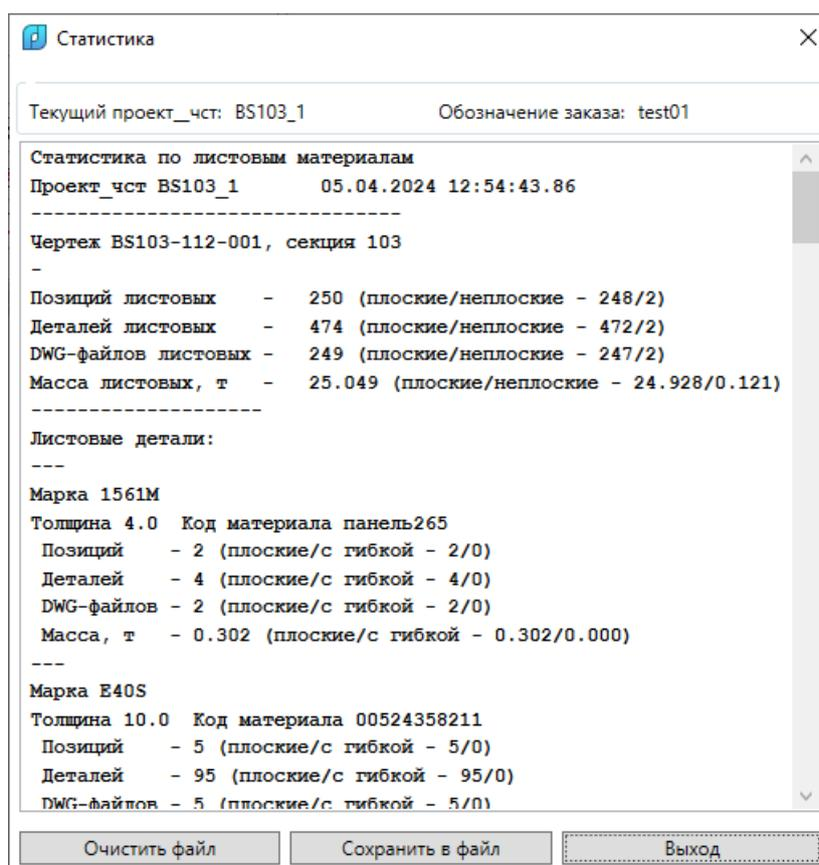 Статистика
Текущий проект__чст: BS103_1 Обозначение заказа: test01
Статистика по листовым материалам
Проект_чст BS103_1 05.04.2024 12:54:43.86
--------------------------------
Чертеж BS103-112-001, секция 103
-
Позиций листовых - 250 (плоские/неплоские - 248/2)
Деталей листовых - 474 (плоские/неплоские - 472/2)
DWG-файлов листовых - 249 (плоские/неплоские - 247/2)
Масса листовых, т - 25.049 (плоские/неплоские - 24.928/0.121)
--------------------
Листовые детали:
---
Марка 1561М
Толщина 4.0 Код материала панель265
Позиций - 2 (плоские/с гибкой - 2/0)
Деталей - 4 (плоские/с гибкой - 4/0)
DWG-файлов - 2 (плоские/с гибкой - 2/0)
Масса, т - 0.302 (плоские/с гибкой - 0.302/0.000)
---
Марка E40S
Толщина 10.0 Код материала 00524358211
Позиций - 5 (плоские/с гибкой - 5/0)
Деталей - 95 (плоские/с гибкой - 95/0)
DWG-файлов - 5 (плоские/с гибкой - 5/0)
Очистить файл Сохранить в файл Выход